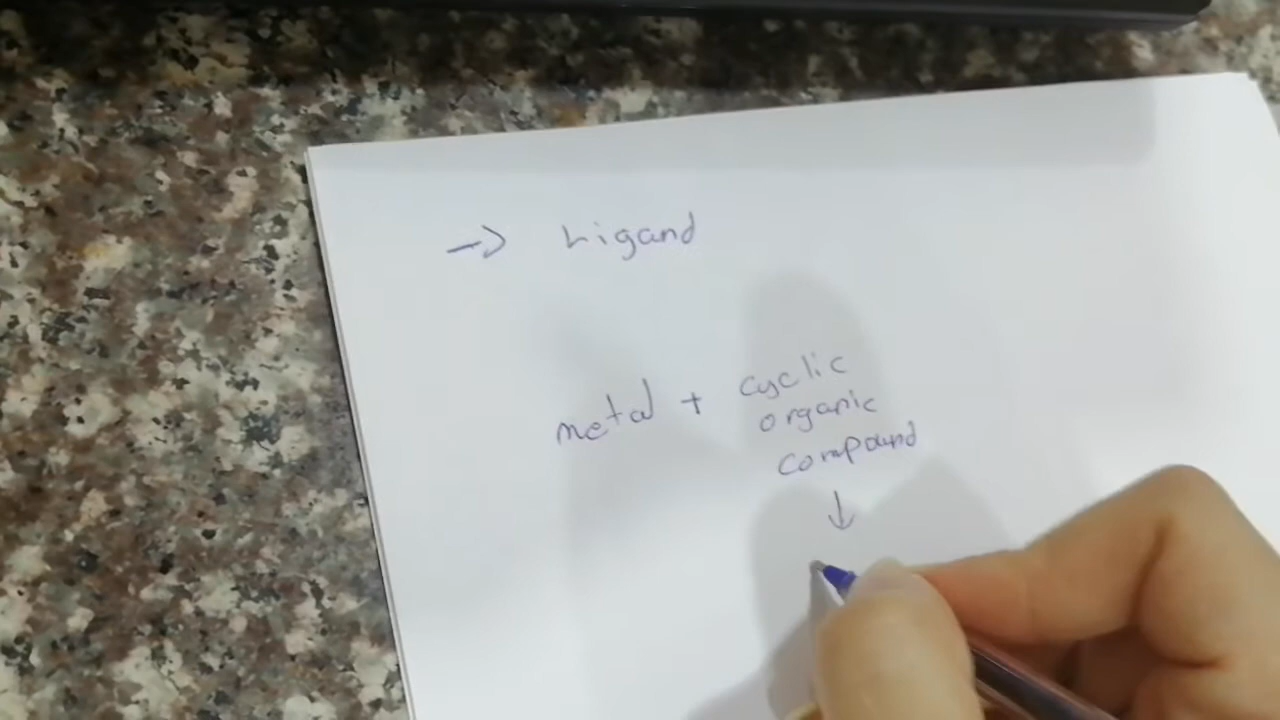 → Ligand
metal + cyclic
organic
compound
↓